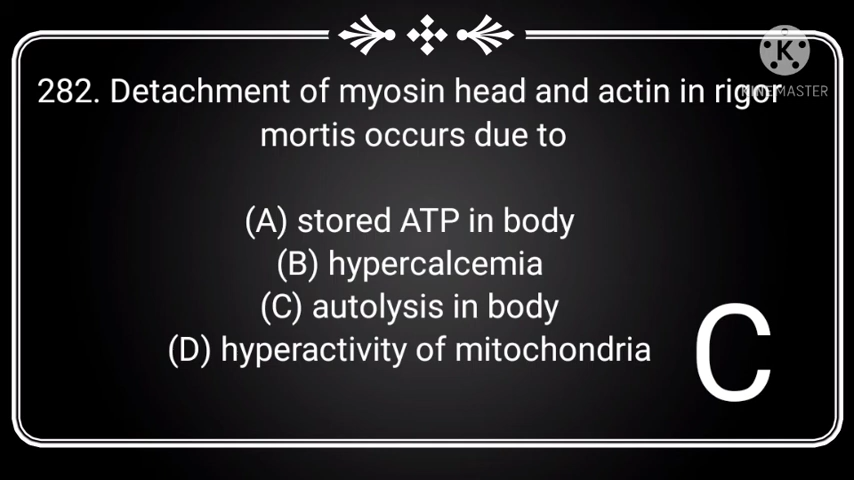 282. Detachment of myosin head and actin in rigor
mortis occurs due to
(A) stored ATP in body
(B) hypercalcemia
(C) autolysis in body
(D) hyperactivity of mitochondria
C
K
KINEMASTER